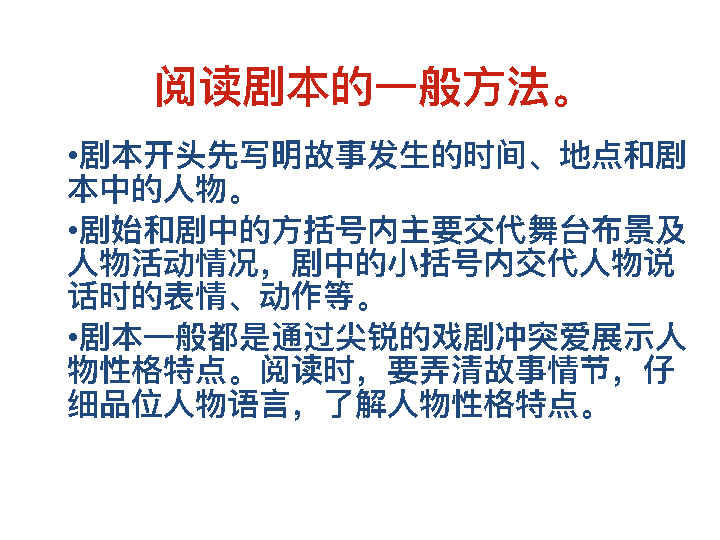 阅读剧本的一般方法。
•剧本开头先写明故事发生的时间、地点和剧
本中的人物。
•剧始和剧中的方括号内主要交代舞台布景及
人物活动情况，剧中的小括号内交代人物说
话时的表情、动作等。
•剧本一般都是通过尖锐的戏剧冲突爱展示人
物性格特点。阅读时，要弄清故事情节，仔
细品位人物语言，了解人物性格特点。